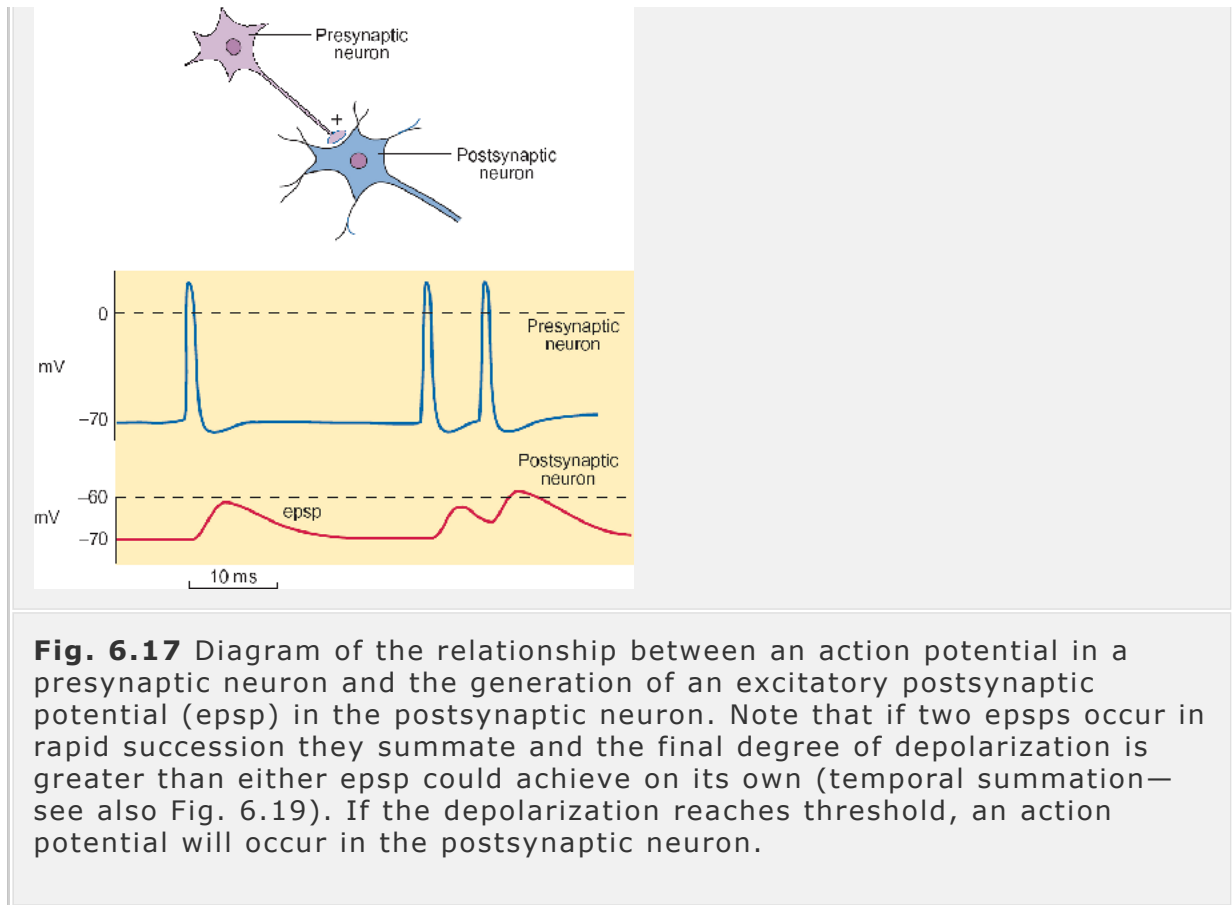 Presynaptic
neuron
+
Postsynaptic
neuron
0
Presynaptic
neuron
mV
–70
Postsynaptic
neuron
–60
epsp
mV
–70
10 ms
Fig. 6.17 Diagram of the relationship between an action potential in a
presynaptic neuron and the generation of an excitatory postsynaptic
potential (epsp) in the postsynaptic neuron. Note that if two epsps occur in
rapid succession they summate and the final degree of depolarization is
greater than either epsp could achieve on its own (temporal summation—
see also Fig. 6.19). If the depolarization reaches threshold, an action
potential will occur in the postsynaptic neuron.